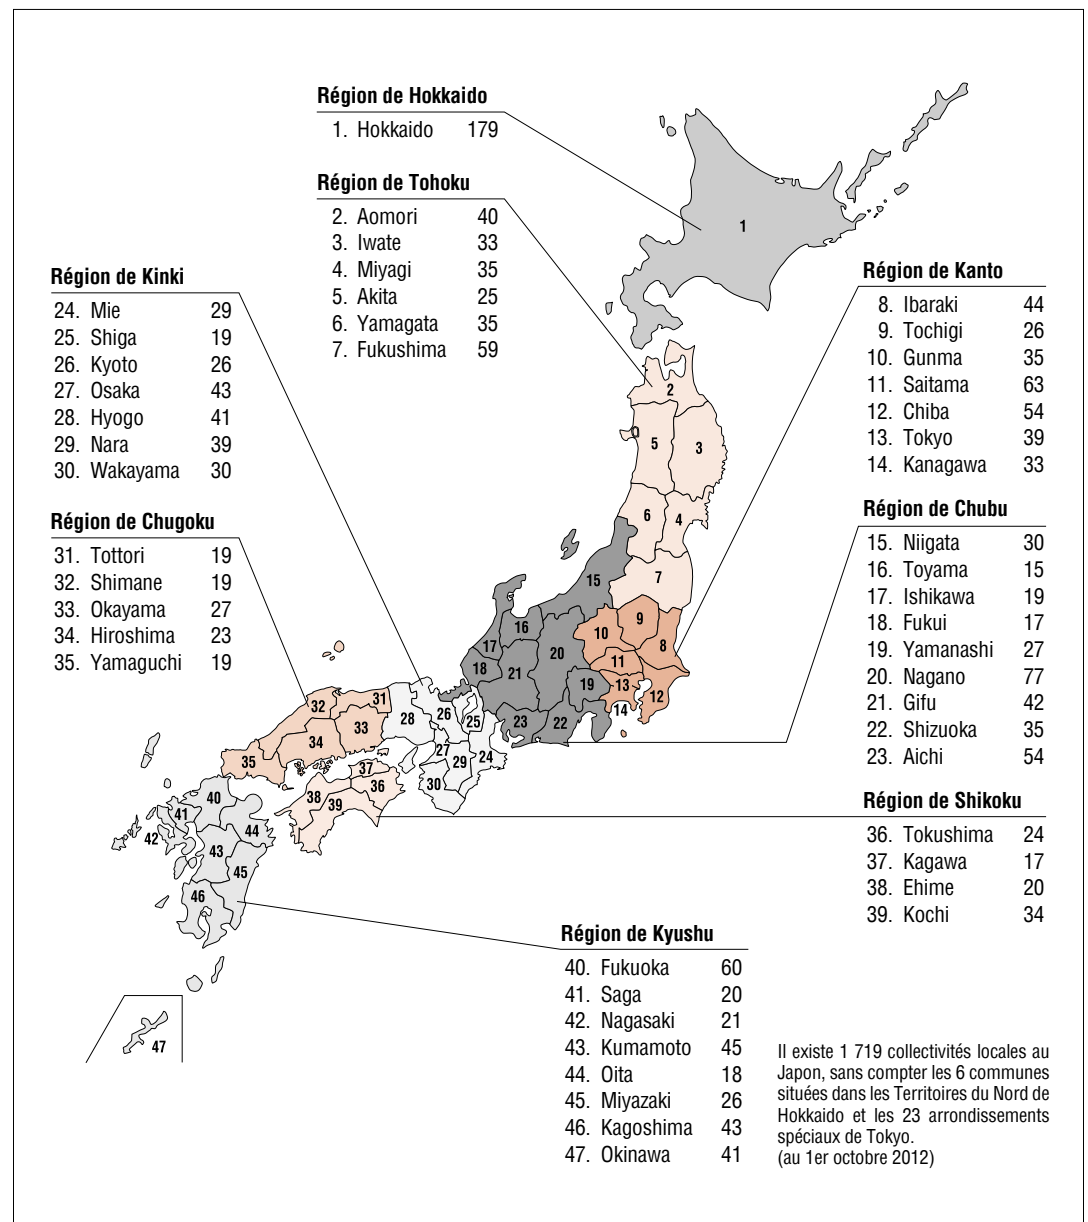 Région de Hokkaido
1. Hokkaido 179
Région de Tohoku
2. Aomori 40
3. Iwate 33
4. Miyagi 35
5. Akita 25
6. Yamagata 35
7. Fukushima 59
Région de Kinki
24. Mie 29
25. Shiga 19
26. Kyoto 26
27. Osaka 43
28. Hyogo 41
29. Nara 39
30. Wakayama 30
Région de Chugoku
31. Tottori 19
32. Shimane 19
33. Okayama 27
34. Hiroshima 23
35. Yamaguchi 19
Région de Kanto
8. Ibaraki 44
9. Tochigi 26
10. Gunma 35
11. Saitama 63
12. Chiba 54
13. Tokyo 39
14. Kanagawa 33
Région de Chubu
15. Niigata 30
16. Toyama 15
17. Ishikawa 19
18. Fukui 17
19. Yamanashi 27
20. Nagano 77
21. Gifu 42
22. Shizuoka 35
23. Aichi 54
Région de Shikoku
36. Tokushima 24
37. Kagawa 17
38. Ehime 20
39. Kochi 34
Région de Kyushu
40. Fukuoka 60
41. Saga 20
42. Nagasaki 21
43. Kumamoto 45
44. Oita 18
45. Miyazaki 26
46. Kagoshima 43
47. Okinawa 41
Il existe 1 719 collectivités locales au
Japon, sans compter les 6 communes
situées dans les Territoires du Nord de
Hokkaido et les 23 arrondissements
spéciaux de Tokyo.
(au 1er octobre 2012)
1
2
5
3
6
4
7
15
9
10
8
16
17
20
11
18
21
19
13
12
14
31
32
28
26
25
23
22
33
34
27
29
24
35
37
36
30
38
39
40
41
42
44
43
45
46
47